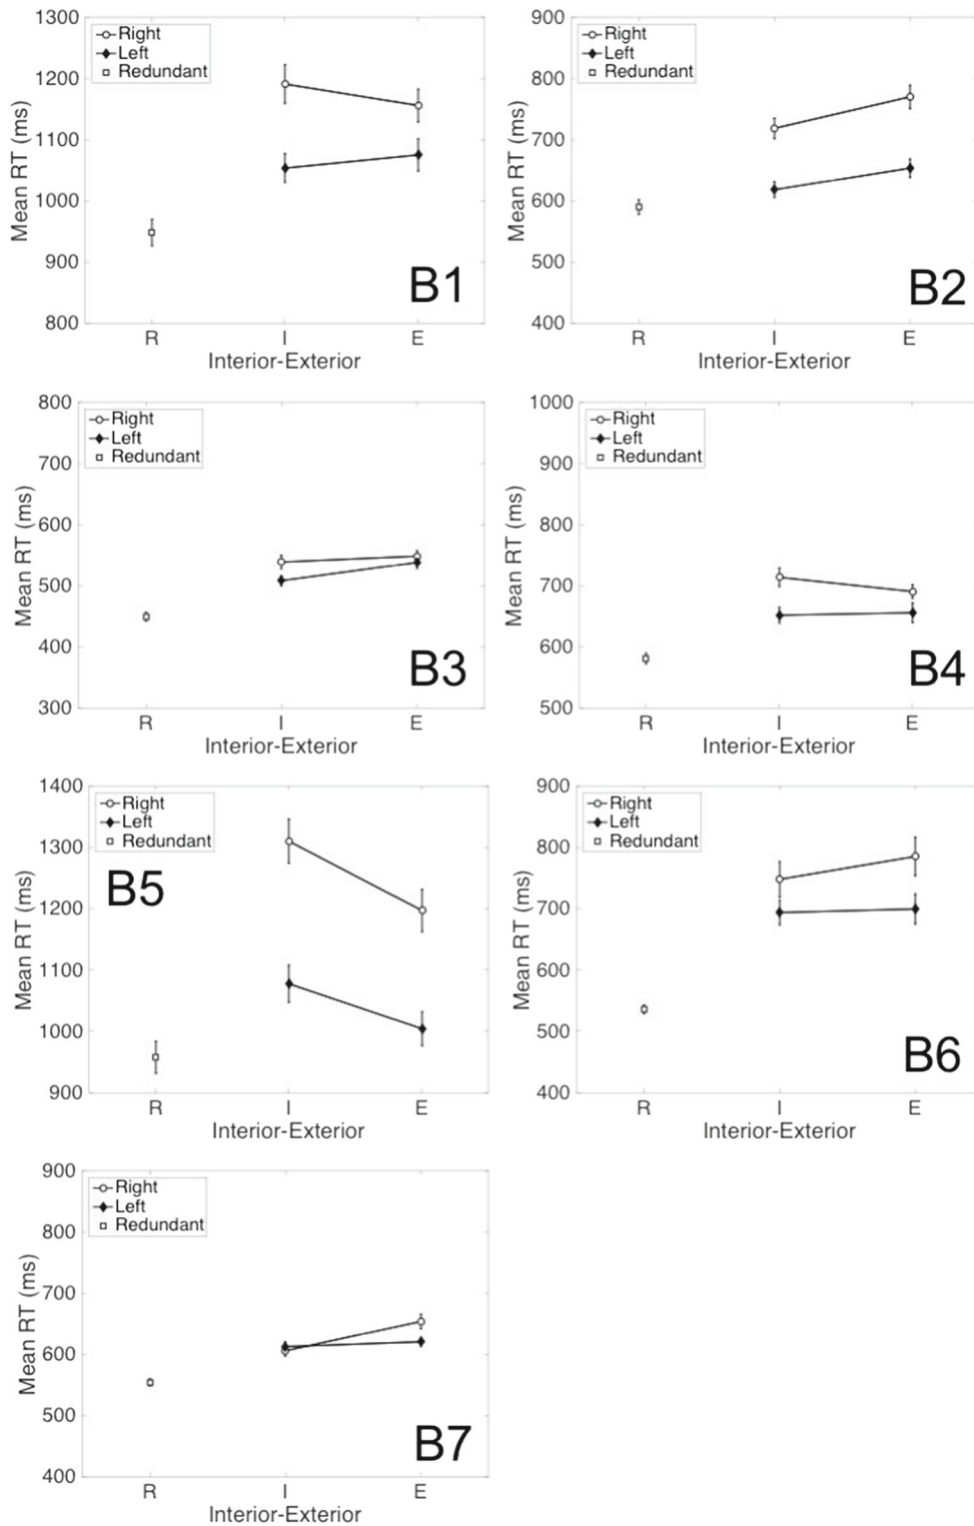 1300
1200
1100
1000
900
800
Mean RT (ms)
Right
Left
Redundant
B1
R I E
Interior-Exterior
900
800
700
600
500
400
Mean RT (ms)
Right
Left
Redundant
B2
R I E
Interior-Exterior
800
700
600
500
400
300
Mean RT (ms)
Right
Left
Redundant
B3
R I E
Interior-Exterior
1000
900
800
700
600
500
Mean RT (ms)
Right
Left
Redundant
B4
R I E
Interior-Exterior
1400
1300
1200
1100
1000
900
Mean RT (ms)
Right
Left
Redundant
B5
R I E
Interior-Exterior
900
800
700
600
500
400
Mean RT (ms)
Right
Left
Redundant
B6
R I E
Interior-Exterior
900
800
700
600
500
400
Mean RT (ms)
Right
Left
Redundant
B7
R I E
Interior-Exterior